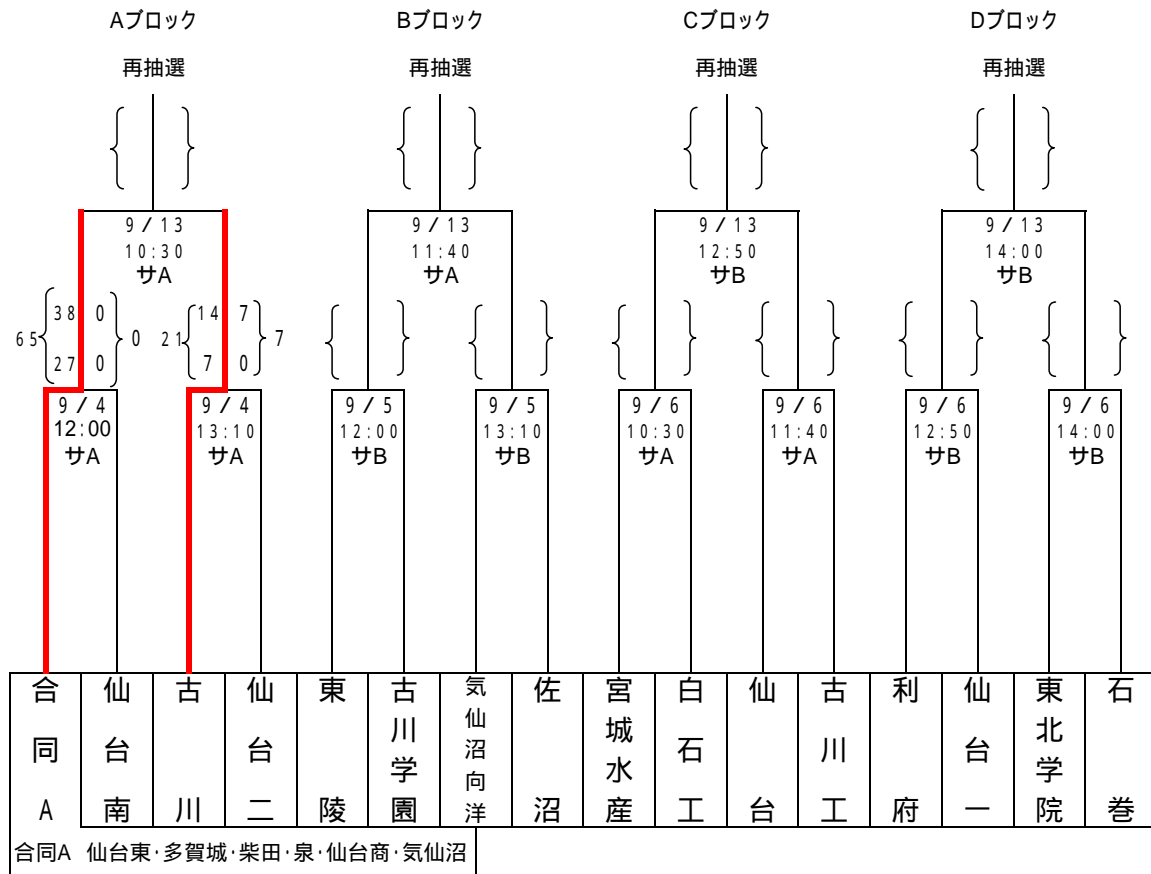 Aブロック Bブロック Cブロック Dブロック
再抽選 再抽選 再抽選 再抽選
9/13 9/13 9/13 9/13
10:30 11:40 12:50 14:00
サA サA サB サB
38 0 14 7
65 0 21 7
27 0 7 0
9/4 9/4 9/5 9/5 9/6 9/6 9/6 9/6
12:00 13:10 12:00 13:10 10:30 11:40 12:50 14:00
サA サA サB サB サA サA サB サB
合同A
仙台南
古川
仙台二
東陵
古川学園
気仙沼向洋
佐沼
宮城水産
白石工
仙台
古川工
利府
仙台一
東北学院
石巻
合同A 仙台東・多賀城・柴田・泉・仙台商・気仙沼